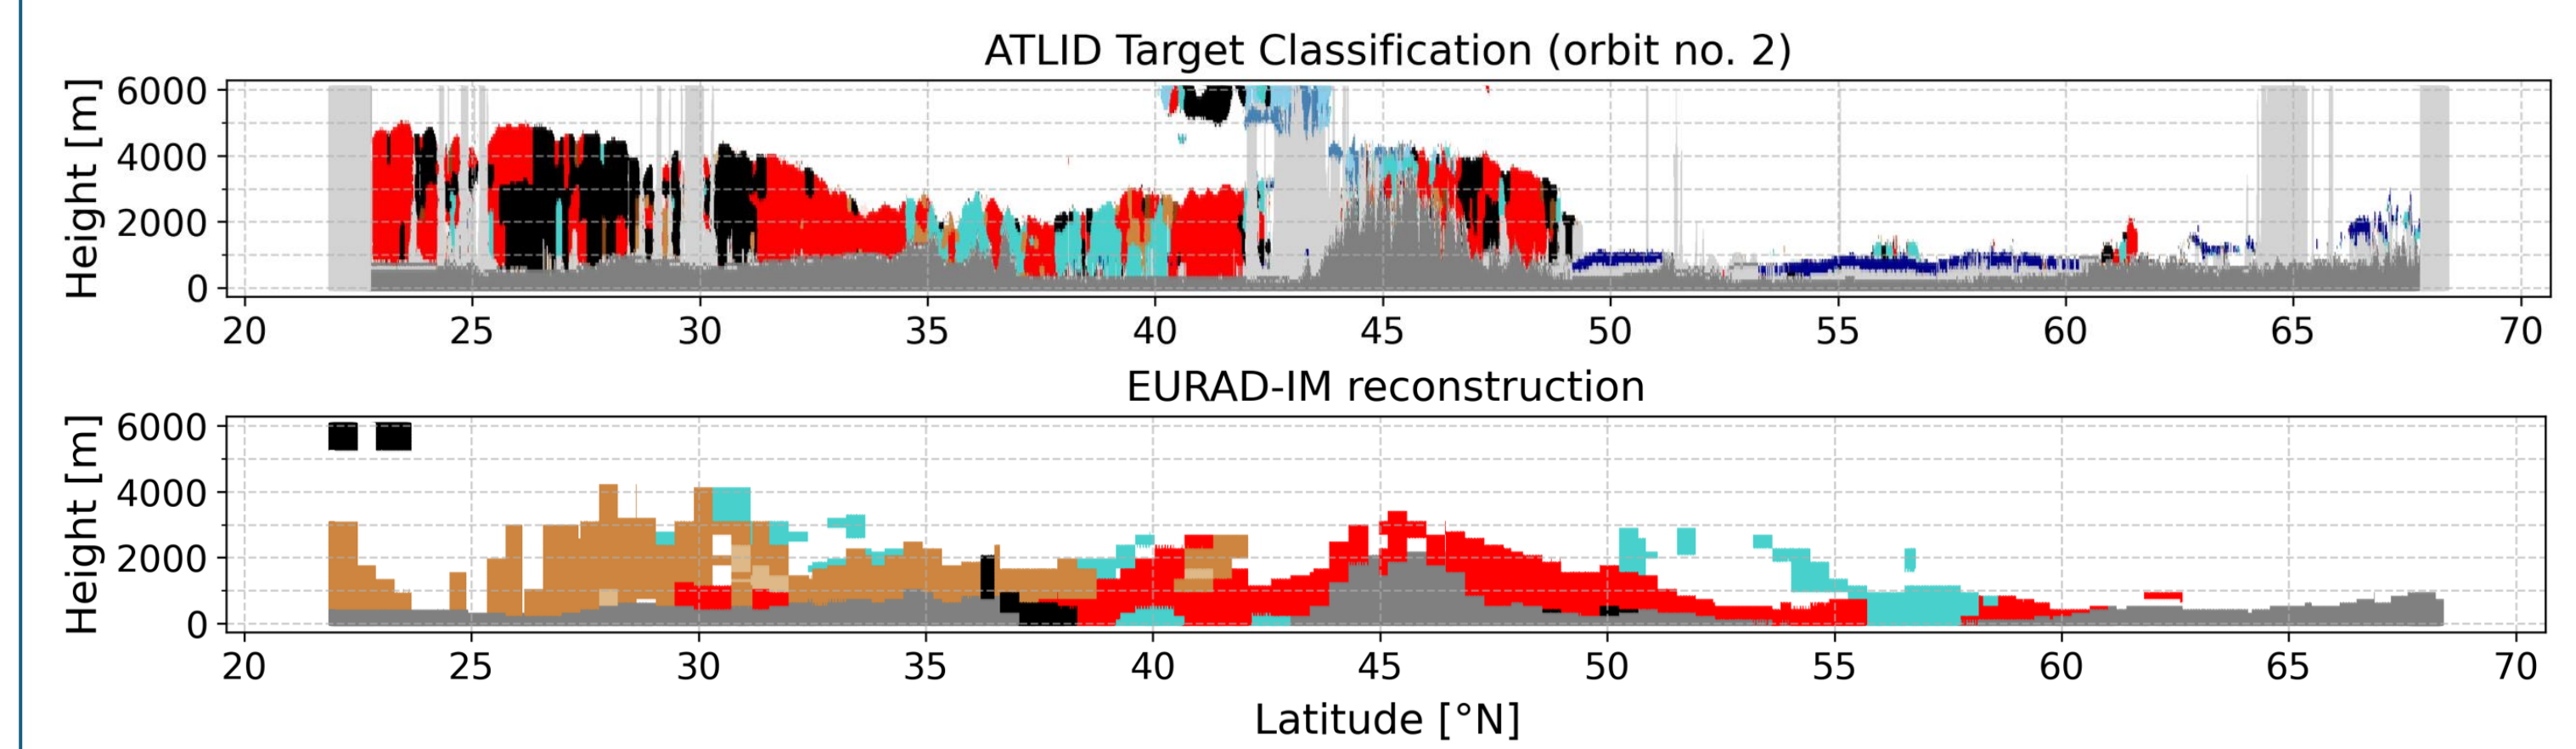 ATLID Target Classification (orbit no. 2)
Height [m]
6000
4000
2000
0
20 25 30 35 40 45 50 55 60 65 70
EURAD-IM reconstruction
Height [m]
6000
4000
2000
0
20 25 30 35 40 45 50 55 60 65 70
Latitude [°N]